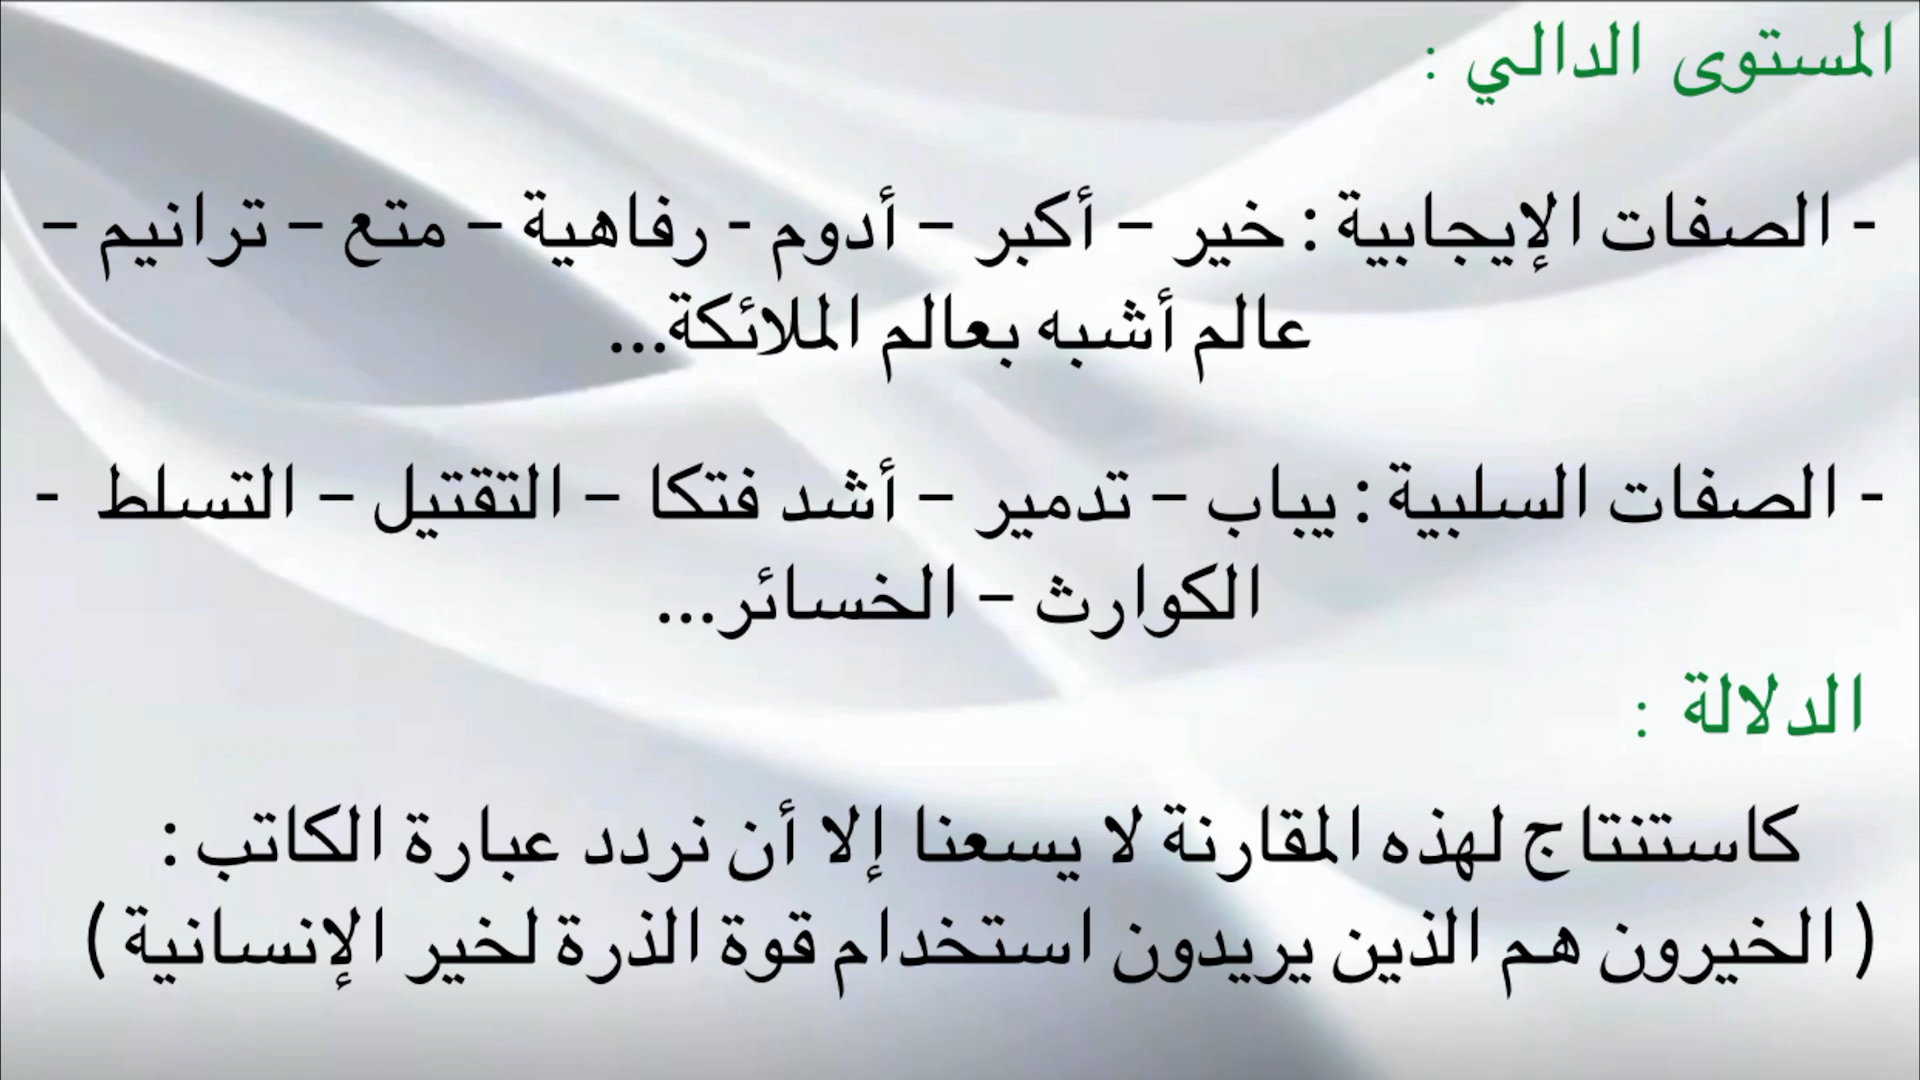 المستوى الدالي :
- الصفات الإيجابية : خير – أكبر – أدوم - رفاهية – متع – ترانيم –
عالم أشبه بعالم الملائكة...
- الصفات السلبية : يباب – تدمير – أشد فتكا – التقتيل – التسلط -
الكوارث – الخسائر...
الدلالة :
كاستنتاج لهذه المقارنة لا يسعنا إلا أن نردد عبارة الكاتب :
( الخيرون هم الذين يريدون استخدام قوة الذرة لخير الإنسانية )